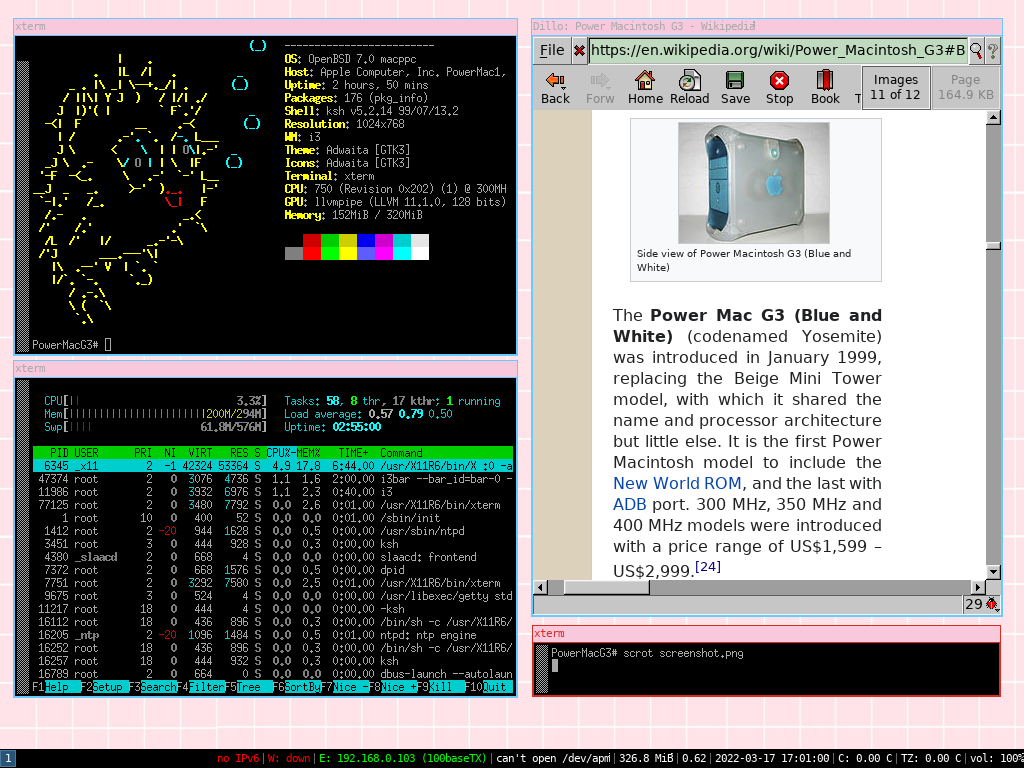 xterm
------------------------
OS: OpenBSD 7.0 macppc
Host: Apple Computer, Inc. PowerMac1,
Uptime: 2 hours, 50 mins
Packages: 176 (pkg_info)
Shell: ksh v5.2.14 99/07/13.2
Resolution: 1024x768
WM: i3
Theme: Adwaita [GTK3]
Icons: Adwaita [GTK3]
Terminal: xterm
CPU: 750 (Revision 0x202) (1) @ 300MH
GPU: llvmpipe (LLVM 11.1.0, 128 bits)
Memory: 152MiB / 320MiB
PowerMacG3#
xterm
CPU[|| 3.3%] Tasks: 58, 8 thr, 17 kthr; 1 running
Mem[||||||||||||||||||||||||200M/294M] Load average: 0.57 0.79 0.50
Swp[|||| 61.8M/576M] Uptime: 02:55:00
PID USER PRI NI VIRT RES S CPU%-MEM% TIME+ Command
6345 _x11 2 -1 42324 53364 S 4.9 17.8 6:44.00 /usr/X11R6/bin/X :0 -a
47374 root 2 0 3076 4736 S 1.1 1.6 2:00.00 i3bar --bar_id=bar-0 -
11986 root 2 0 3932 6976 S 1.1 2.3 0:40.00 i3
77125 root 2 0 3480 7792 S 0.0 2.6 0:01.00 /usr/X11R6/bin/xterm
1 root 10 0 400 52 S 0.0 0.0 0:00.00 /sbin/init
1412 root 2 -20 944 1628 S 0.0 0.5 0:00.00 /usr/sbin/ntpd
3451 root 3 0 444 928 S 0.0 0.3 0:00.00 ksh
4380 _slaacd 2 0 668 4 S 0.0 0.0 0:00.00 slaacd: frontend
7372 root 2 0 668 1576 S 0.0 0.5 0:00.00 dpid
7751 root 2 0 3292 7580 S 0.0 2.5 0:01.00 /usr/X11R6/bin/xterm
9675 root 3 0 524 4 S 0.0 0.0 0:00.00 /usr/libexec/getty std
11217 root 18 0 444 4 S 0.0 0.0 0:00.00 -ksh
16112 root 18 0 436 896 S 0.0 0.3 0:00.00 /bin/sh -c /usr/X11R6/
16205 _ntp 2 -20 1096 1484 S 0.0 0.5 0:01.00 ntpd: ntp engine
16252 root 18 0 436 896 S 0.0 0.3 0:00.00 /bin/sh -c /usr/X11R6/
16257 root 18 0 444 932 S 0.0 0.3 0:00.00 ksh
16789 root 2 0 664 0 S 0.0 0.0 0:00.00 dbus-launch --autolaun
F1Help F2Setup F3SearchF4FilterF5Tree F6SortByF7Nice -F8Nice +F9Kill F10Quit
Dillo: Power Macintosh G3 - Wikipedia
File https://en.wikipedia.org/wiki/Power_Macintosh_G3#B ?
Back Forw Home Reload Save Stop Book T
Images
11 of 12
Page
164.9 KB
Side view of Power Macintosh G3 (Blue and
White)
The Power Mac G3 (Blue and
White) (codenamed Yosemite)
was introduced in January 1999,
replacing the Beige Mini Tower
model, with which it shared the
name and processor architecture
but little else. It is the first Power
Macintosh model to include the
New World ROM, and the last with
ADB port. 300 MHz, 350 MHz and
400 MHz models were introduced
with a price range of US$1,599 –
US$2,999.[24]
29
xterm
PowerMacG3# scrot screenshot.png
1 no IPv6|W: down|E: 192.168.0.103 (100baseTX)|can't open /dev/apm|326.8 MiB|0.62|2022-03-17 17:01:00|C: 0.00 C|TZ: 0.00 C|vol: 100%